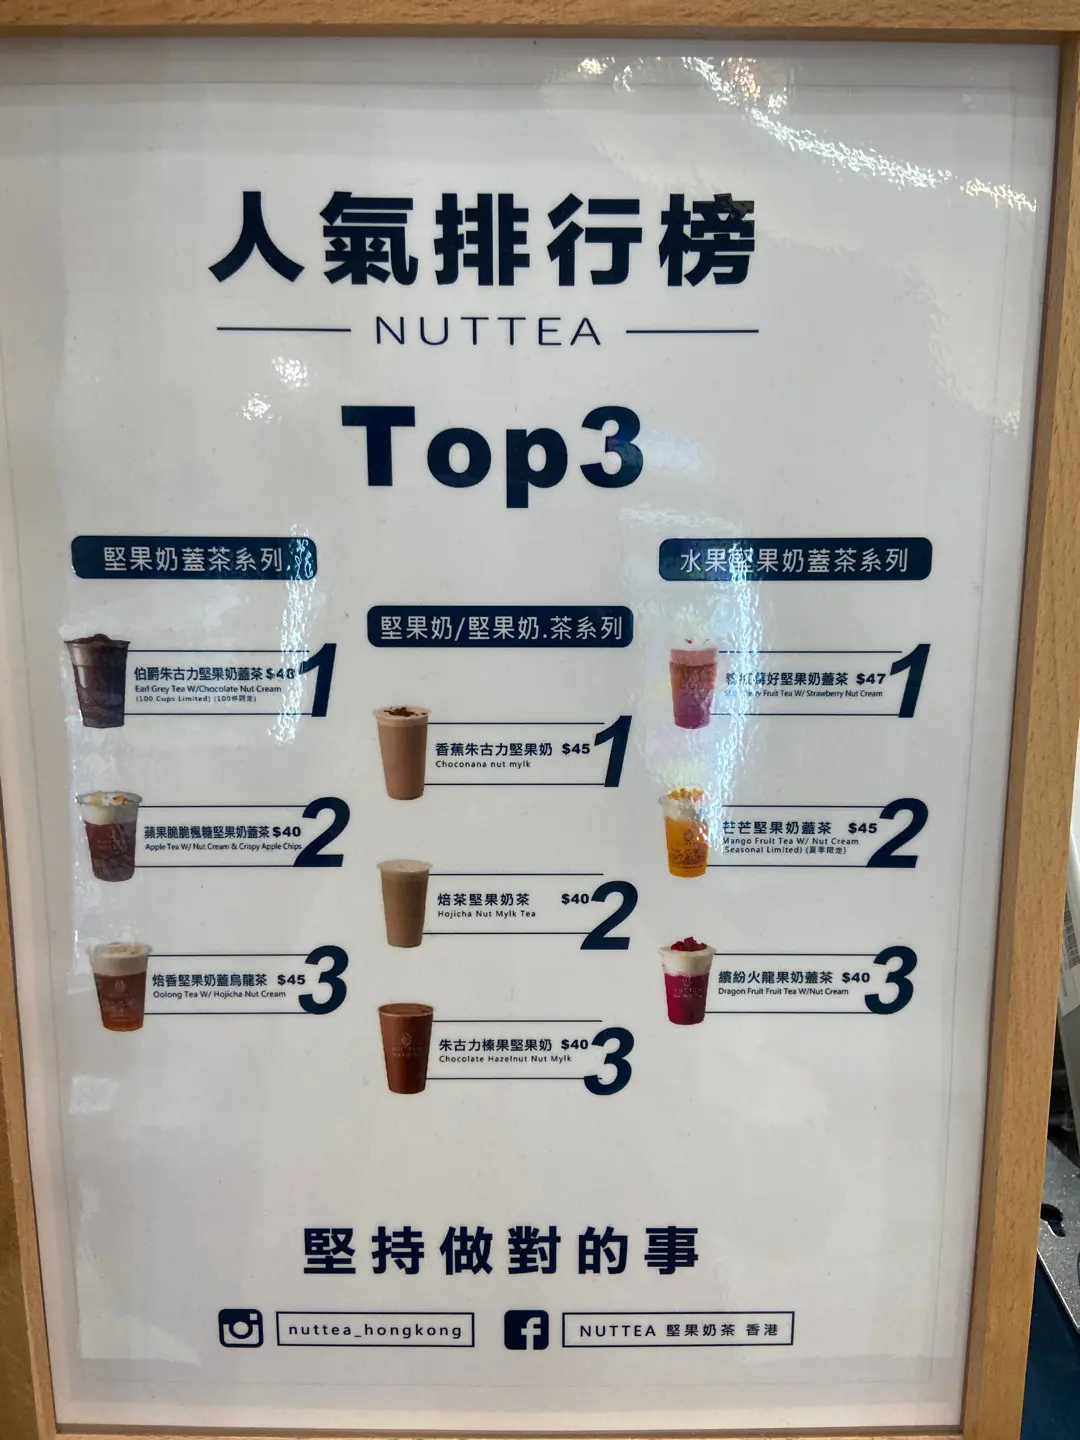 人氣排行榜
NUTTEA
Top3
堅果奶蓋茶系列
1
伯爵朱古力堅果奶蓋茶 $48
Earl Grey Tea W/Chocolate Nut Cream
(100 Cups Limited) (100杯限定)
2
蘋果脆脆楓糖堅果奶蓋茶 $40
Apple Tea W/ Nut Cream & Crispy Apple Chips
3
焙香堅果奶蓋烏龍茶 $45
Oolong Tea W/ Hojicha Nut Cream
堅果奶/堅果奶.茶系列
1
香蕉朱古力堅果奶 $45
Choconana nut mylk
2
焙茶堅果奶茶 $40
Hojicha Nut Mylk Tea
3
朱古力榛果堅果奶 $40
Chocolate Hazelnut Nut Mylk
水果堅果奶蓋茶系列
1
好堅果奶蓋茶 $47
Fruit Tea W/ Strawberry Nut Cream
2
芒芒堅果奶蓋茶 $45
Mango Fruit Tea W/ Nut Cream
(Seasonal Limited) (夏季限定)
3
繽紛火龍果奶蓋茶 $40
Dragon Fruit Fruit Tea W/Nut Cream
堅持做對的事
nuttea_hongkong
NUTTEA 堅果奶茶 香港